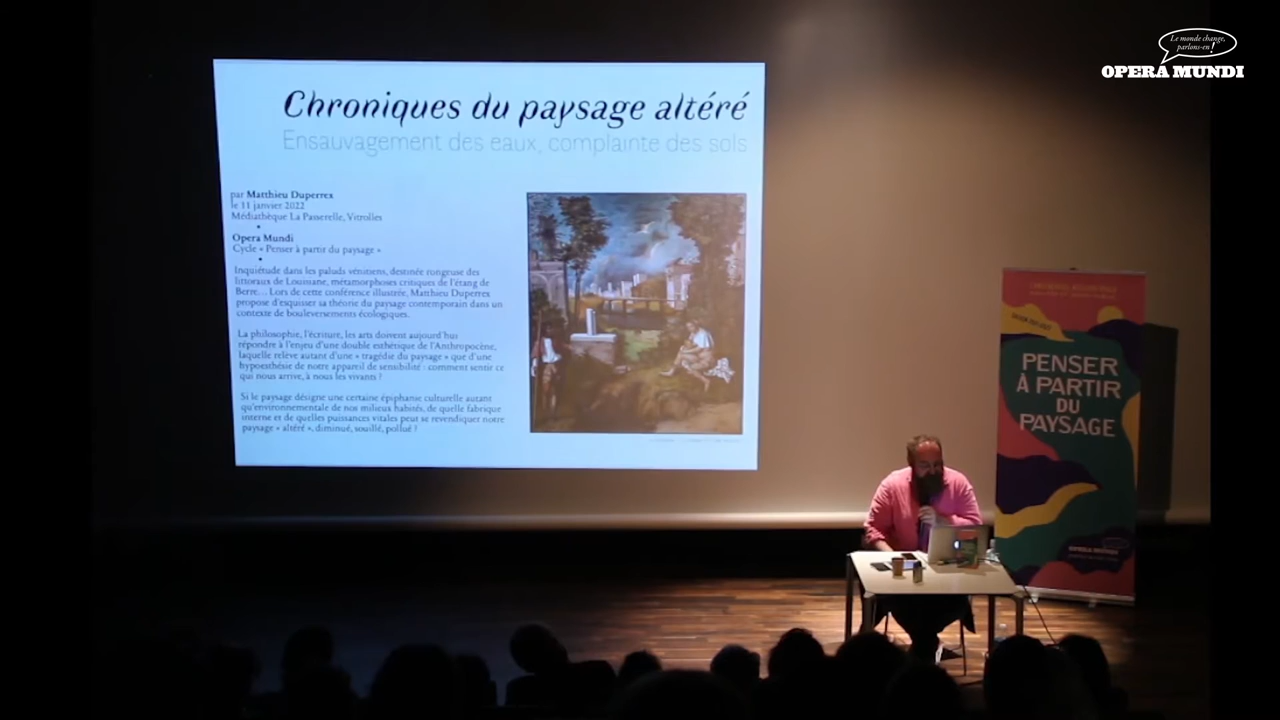 Le monde change,
parlons-en !
OPERA MUNDI
Chroniques du paysage altéré
Ensauvagement des eaux, complainte des sols
par Matthieu Duperrex
le 11 janvier 2022
Médiathèque La Passerelle, Vitrolles
Opera Mundi
Cycle « Penser à partir du paysage »
Inquiétude dans les paluds vénitiens, destinée rongeuse des
littoraux de Louisiane, métamorphoses critiques de l'étang de
Berre… Lors de cette conférence illustrée, Matthieu Duperrex
propose d'esquisser sa théorie du paysage contemporain dans un
contexte de bouleversements écologiques.
La philosophie, l'écriture, les arts doivent aujourd'hui
répondre à l'enjeu d'une double esthétique de l'Anthropocène,
laquelle relève autant d'une « tragédie du paysage » que d'une
hypoesthésie de notre appareil de sensibilité : comment sentir ce
qui nous arrive, à nous les vivants ?
Si le paysage désigne une certaine épiphanie culturelle autant
qu'environnementale de nos milieux habités, de quelle fabrique
interne et de quelles puissances vitales peut se revendiquer notre
paysage « altéré », diminué, souillé, pollué ?
PENSER
À PARTIR
DU
PAYSAGE
OPERA MUNDI